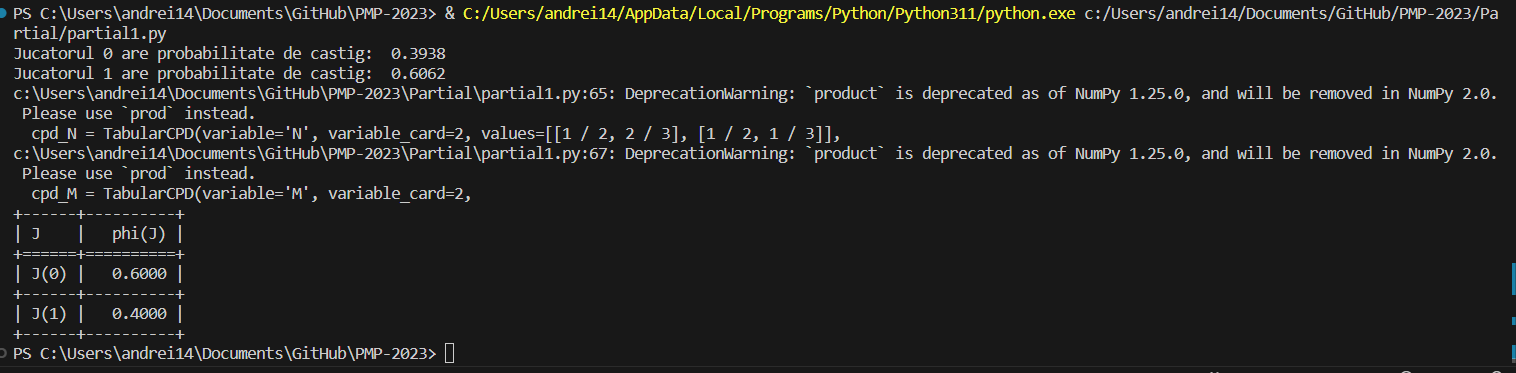 PS C:\Users\andrei14\Documents\GitHub\PMP-2023> & C:/Users/andrei14/AppData/Local/Programs/Python/Python311/python.exe c:/Users/andrei14/Documents/GitHub/PMP-2023/Pa
rtial/partial1.py
Jucatorul 0 are probabilitate de castig:  0.3938
Jucatorul 1 are probabilitate de castig:  0.6062
c:\Users\andrei14\Documents\GitHub\PMP-2023\Partial\partial1.py:65: DeprecationWarning: `product` is deprecated as of NumPy 1.25.0, and will be removed in NumPy 2.0.
 Please use `prod` instead.
  cpd_N = TabularCPD(variable='N', variable_card=2, values=[[1 / 2, 2 / 3], [1 / 2, 1 / 3]],
c:\Users\andrei14\Documents\GitHub\PMP-2023\Partial\partial1.py:67: DeprecationWarning: `product` is deprecated as of NumPy 1.25.0, and will be removed in NumPy 2.0.
 Please use `prod` instead.
  cpd_M = TabularCPD(variable='M', variable_card=2,
+------+----------+
| J    |   phi(J) |
+======+==========+
| J(0) |   0.6000 |
+------+----------+
| J(1) |   0.4000 |
+------+----------+
PS C:\Users\andrei14\Documents\GitHub\PMP-2023>